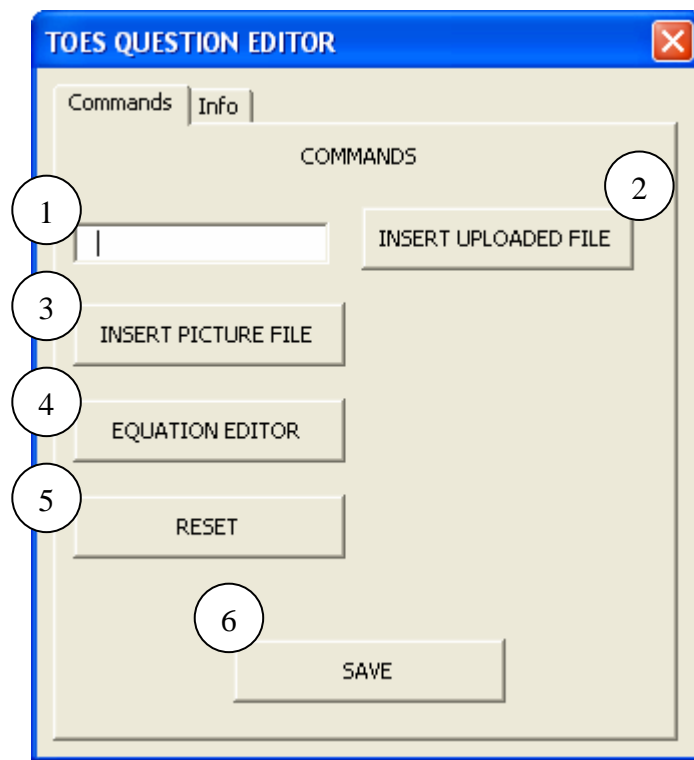 TOES QUESTION EDITOR
Commands Info
COMMANDS
1
2
INSERT UPLOADED FILE
3
INSERT PICTURE FILE
4
EQUATION EDITOR
5
RESET
6
SAVE